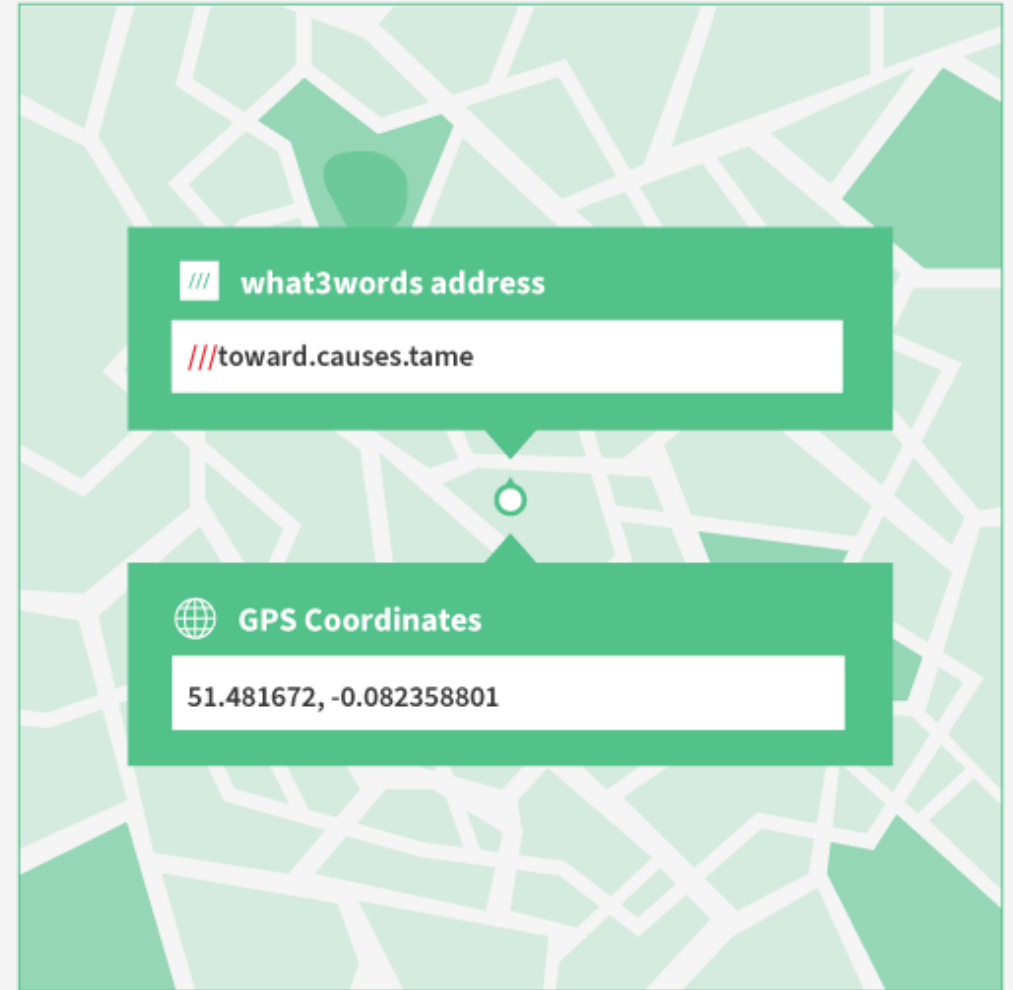 ///
what3words address
///toward.causes.tame
GPS Coordinates
51.481672, -0.082358801